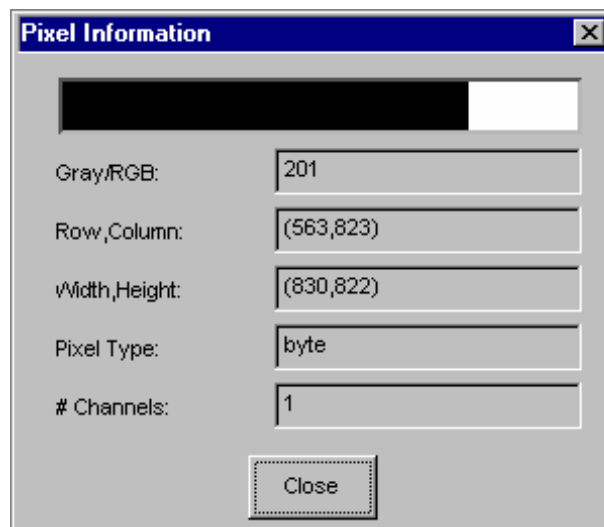 Pixel Information
Gray/RGB: 201
Row,Column: (563,823)
Width,Height: (830,822)
Pixel Type: byte
# Channels: 1
Close